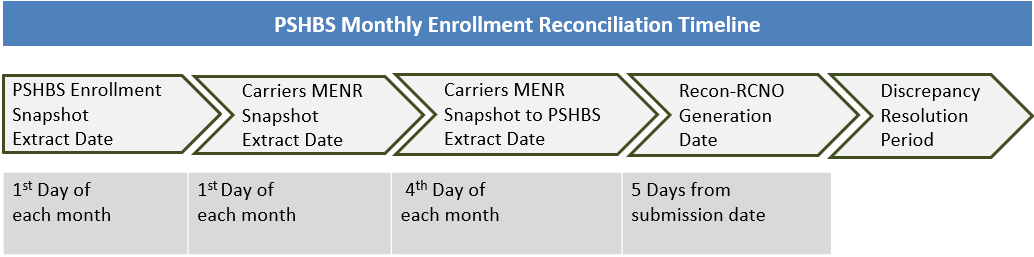 PSHBS Monthly Enrollment Reconciliation Timeline
PSHBS Enrollment
Snapshot
Extract Date
Carriers MENR
Snapshot
Extract Date
Carriers MENR
Snapshot to PSHBS
Extract Date
Recon-RCNO
Generation
Date
Discrepancy
Resolution
Period
1st Day of
each month
1st Day of
each month
4th Day of
each month
5 Days from
submission date